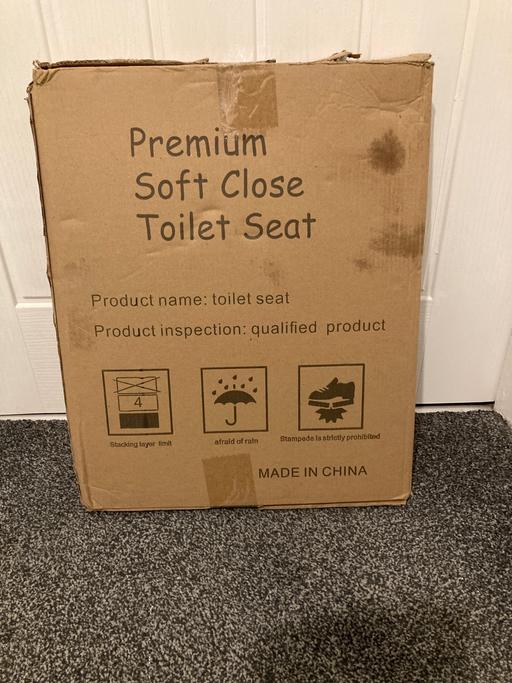 Premium
Soft Close
Toilet Seat
Product name: toilet seat
Product inspection: qualified product
4
Stacking layer limit
afraid of rain
Stampede is strictly prohibited
MADE IN CHINA